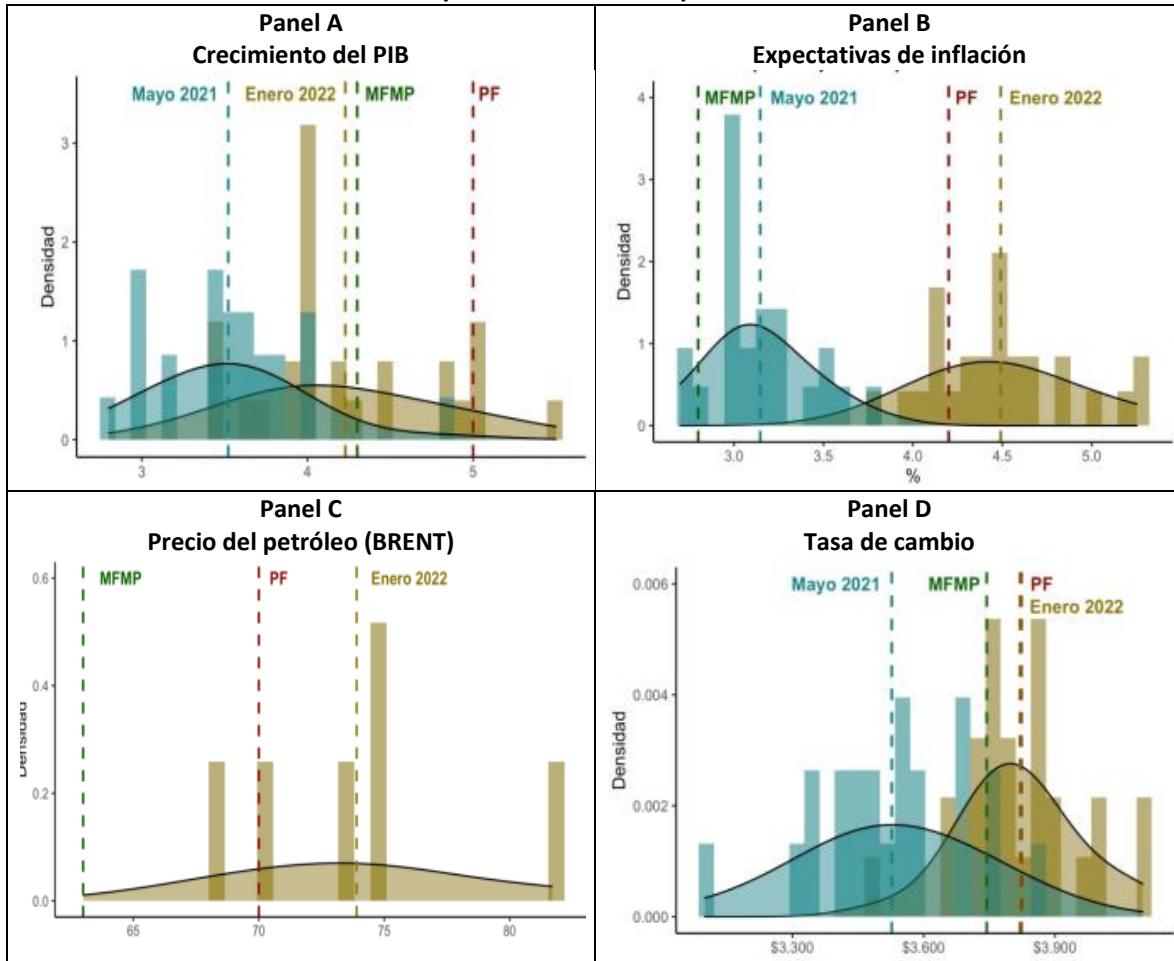 Panel A
Crecimiento del PIB
Mayo 2021 Enero 2022 MFMP PF
Densidad
3
2
1
0
3 4 5
Panel B
Expectativas de inflación
MFMP Mayo 2021 PF Enero 2022
Densidad
4
3
2
1
0
3.0 3.5 4.0 4.5 5.0
%
Panel C
Precio del petróleo (BRENT)
MFMP PF Enero 2022
Densidad
0.6
0.4
0.2
0.0
65 70 75 80
Panel D
Tasa de cambio
Mayo 2021 MFMP PF
Enero 2022
Densidad
0.006
0.004
0.002
0.000
$3.300 $3.600 $3.900